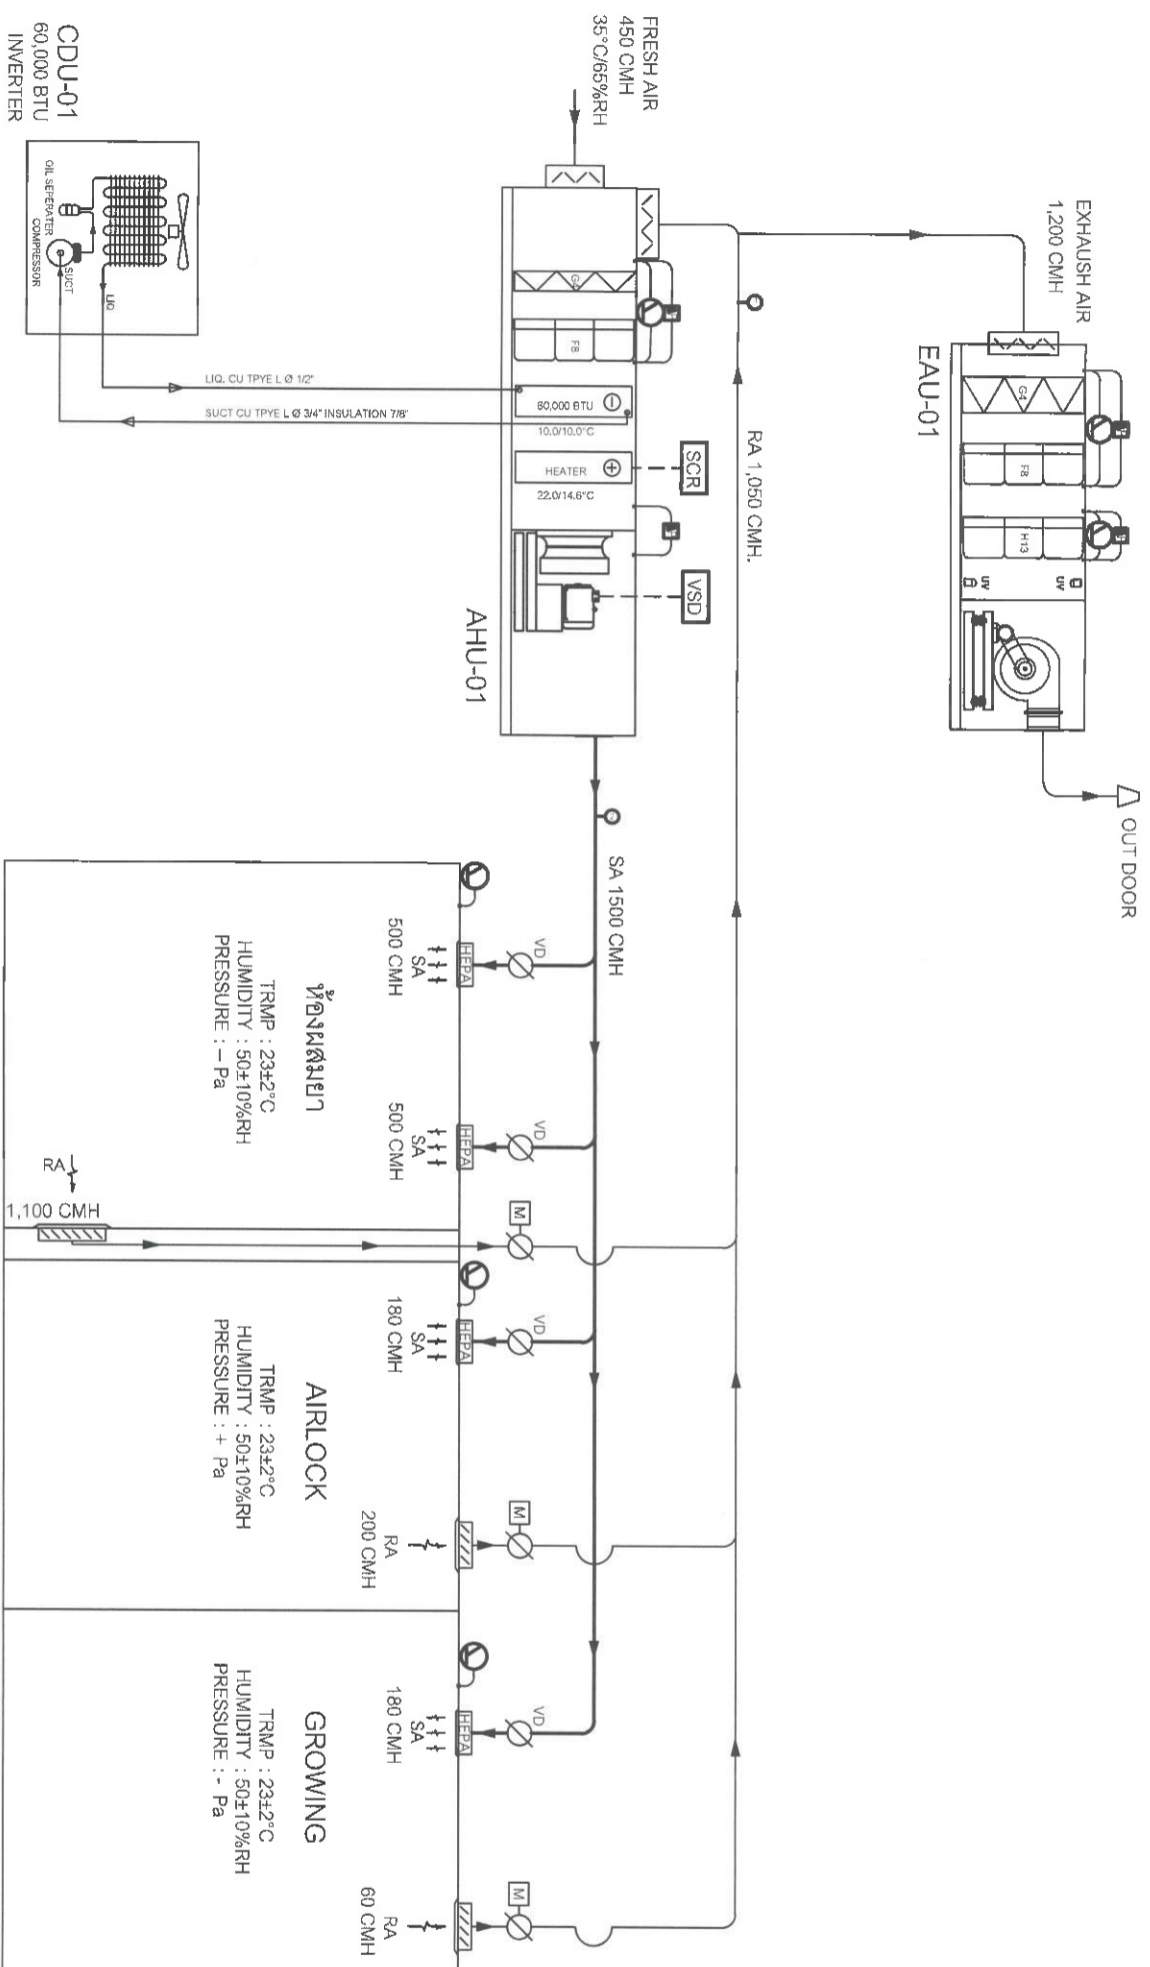 EXHAUSH AIR
1,200 CMH
EAU-01
G4
F8
H13
UV
UV
OUT DOOR
FRESH AIR
450 CMH
35°C/65%RH
G4
F8
60,000 BTU
10.0/10.0°C
HEATER
22.0/14.6°C
SCR
VSD
AHU-01
RA 1,050 CMH.
SA 1500 CMH
CDU-01
60,000 BTU
INVERTER
OIL SEPERATER
COMPRESSOR
SUCT
LIQ
LIQ. CU TPYE L Ø 1/2"
SUCT CU TPYE L Ø 3/4" INSULATION 7/8"
VD
HEPA
SA
500 CMH
VD
HEPA
SA
500 CMH
ห้องผสมยา
TRMP : 23±2°C
HUMIDITY : 50±10%RH
PRESSURE : – Pa
RA
1,100 CMH
M
VD
HEPA
SA
180 CMH
AIRLOCK
TRMP : 23±2°C
HUMIDITY : 50±10%RH
PRESSURE : + Pa
M
RA
200 CMH
VD
HEPA
SA
180 CMH
GROWING
TRMP : 23±2°C
HUMIDITY : 50±10%RH
PRESSURE : - Pa
M
RA
60 CMH